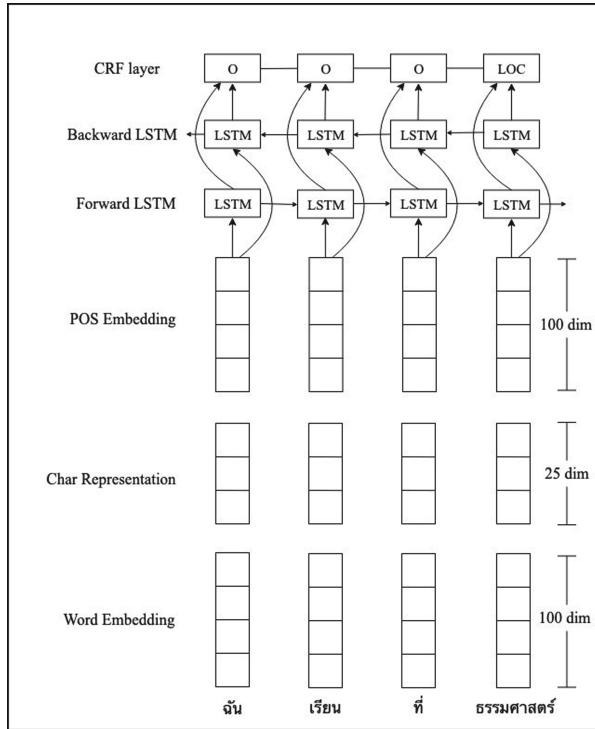 CRF layer O O O LOC
Backward LSTM LSTM LSTM LSTM LSTM
Forward LSTM LSTM LSTM LSTM LSTM
POS Embedding 100 dim
Char Representation 25 dim
Word Embedding 100 dim
ฉัน เรียน ที่ ธรรมศาสตร์